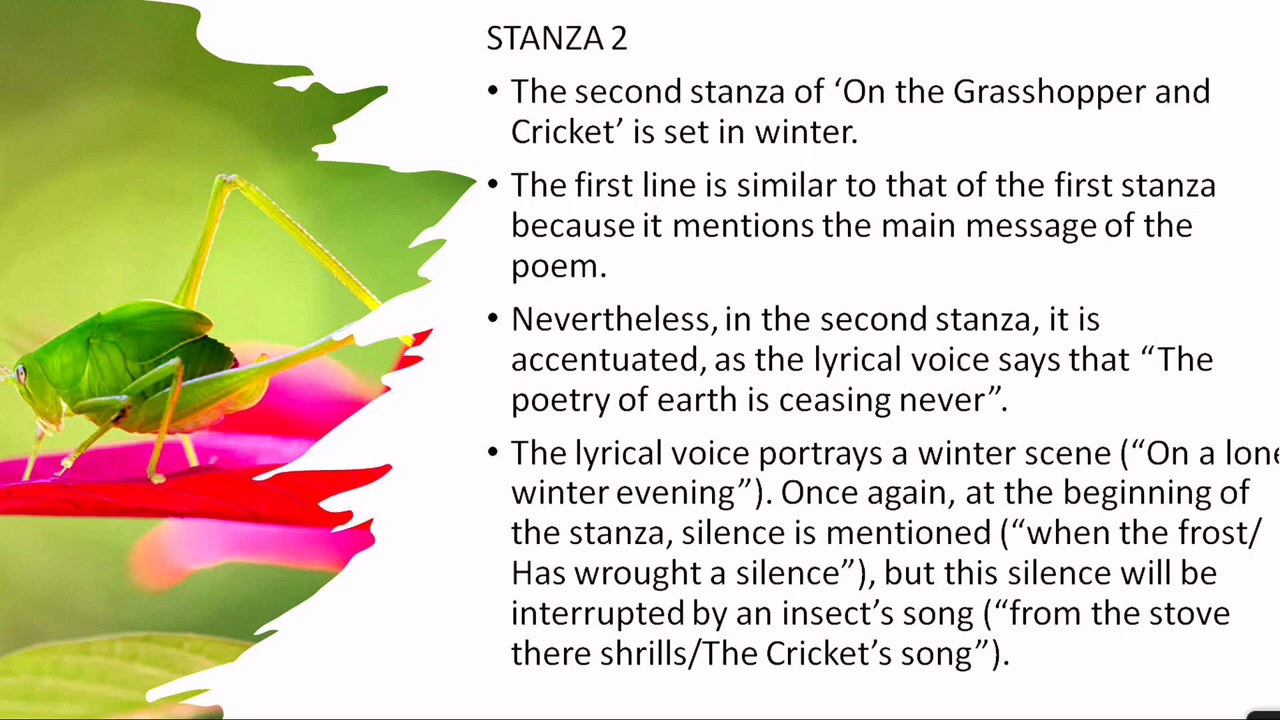 STANZA 2
• The second stanza of ‘On the Grasshopper and
Cricket’ is set in winter.
• The first line is similar to that of the first stanza
because it mentions the main message of the
poem.
• Nevertheless, in the second stanza, it is
accentuated, as the lyrical voice says that “The
poetry of earth is ceasing never”.
• The lyrical voice portrays a winter scene (“On a lone
winter evening”). Once again, at the beginning of
the stanza, silence is mentioned (“when the frost/
Has wrought a silence”), but this silence will be
interrupted by an insect’s song (“from the stove
there shrills/The Cricket’s song”).